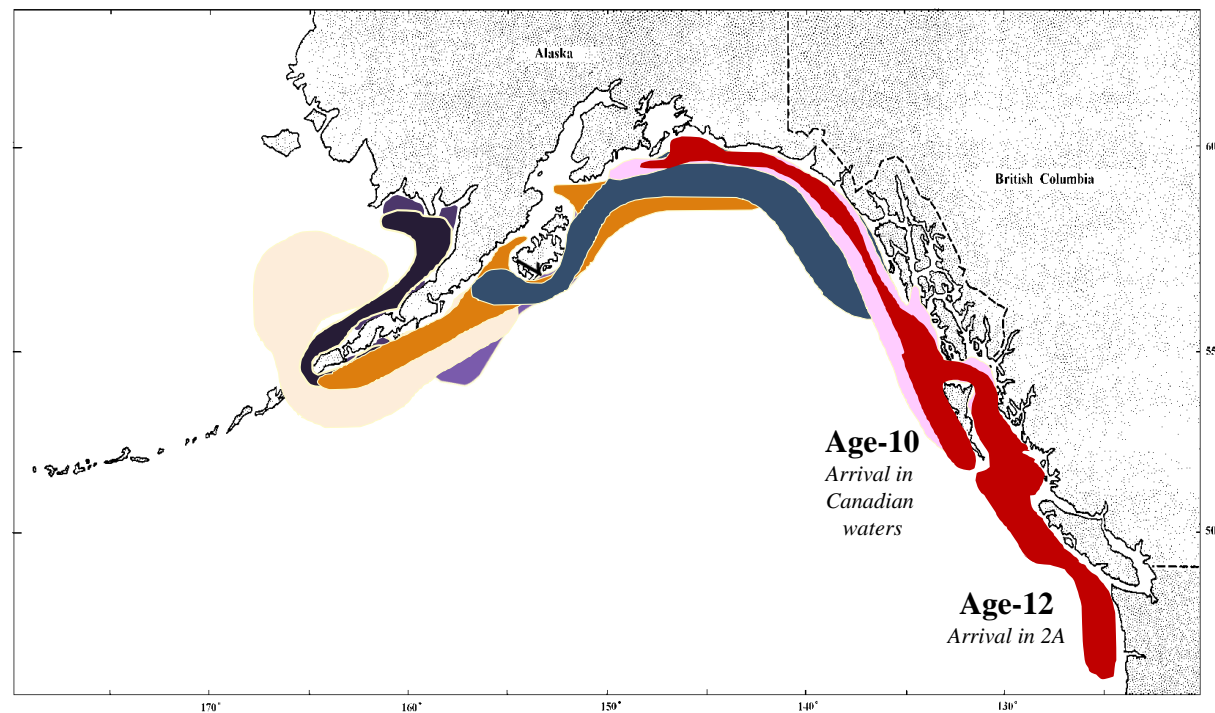 Alaska
60
British Columbia
55
Age-10
Arrival in
Canadian
waters
50
Age-12
Arrival in 2A
170°
160°
150°
140°
130°